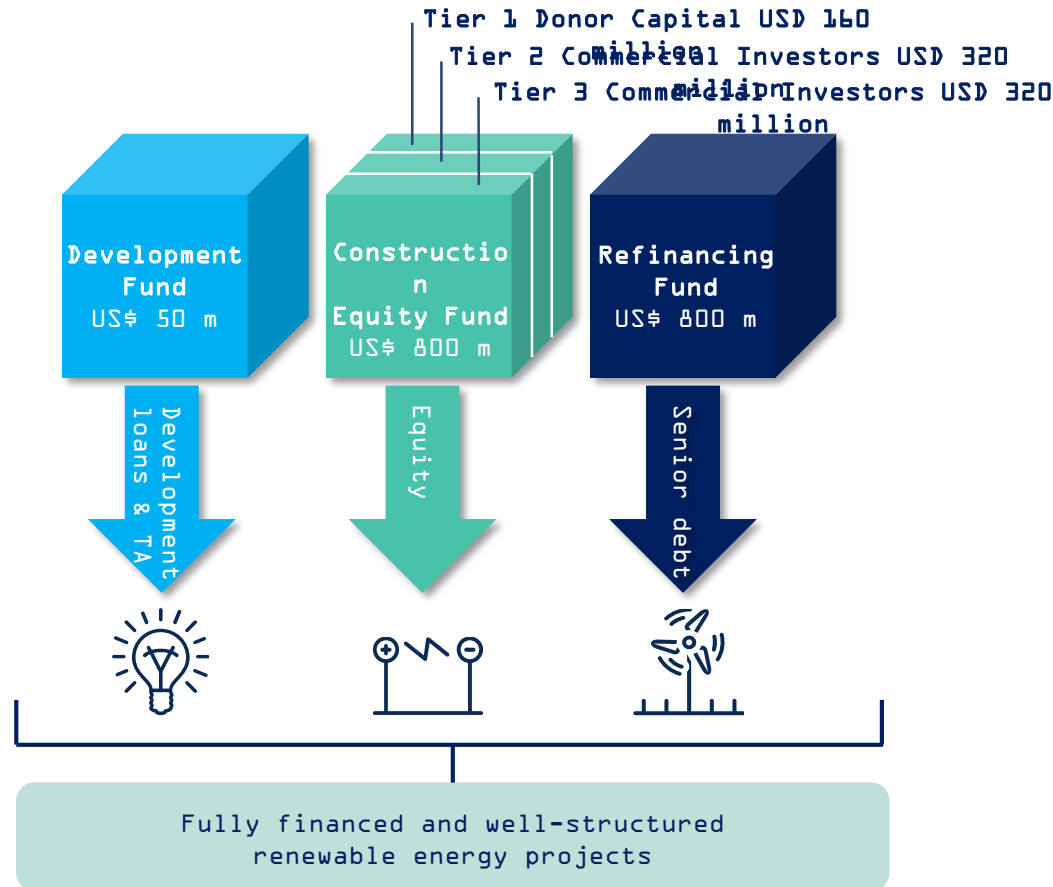 Tier 1 Donor Capital USD 160
million
Tier 2 Commercial Investors USD 320
million
Tier 3 Commercial Investors USD 320
million
Development
Fund
US$ 50 m
Constructio
n
Equity Fund
US$ 800 m
Refinancing
Fund
US$ 800 m
Development
loans & TA
Equity
Senior debt
Fully financed and well-structured
renewable energy projects